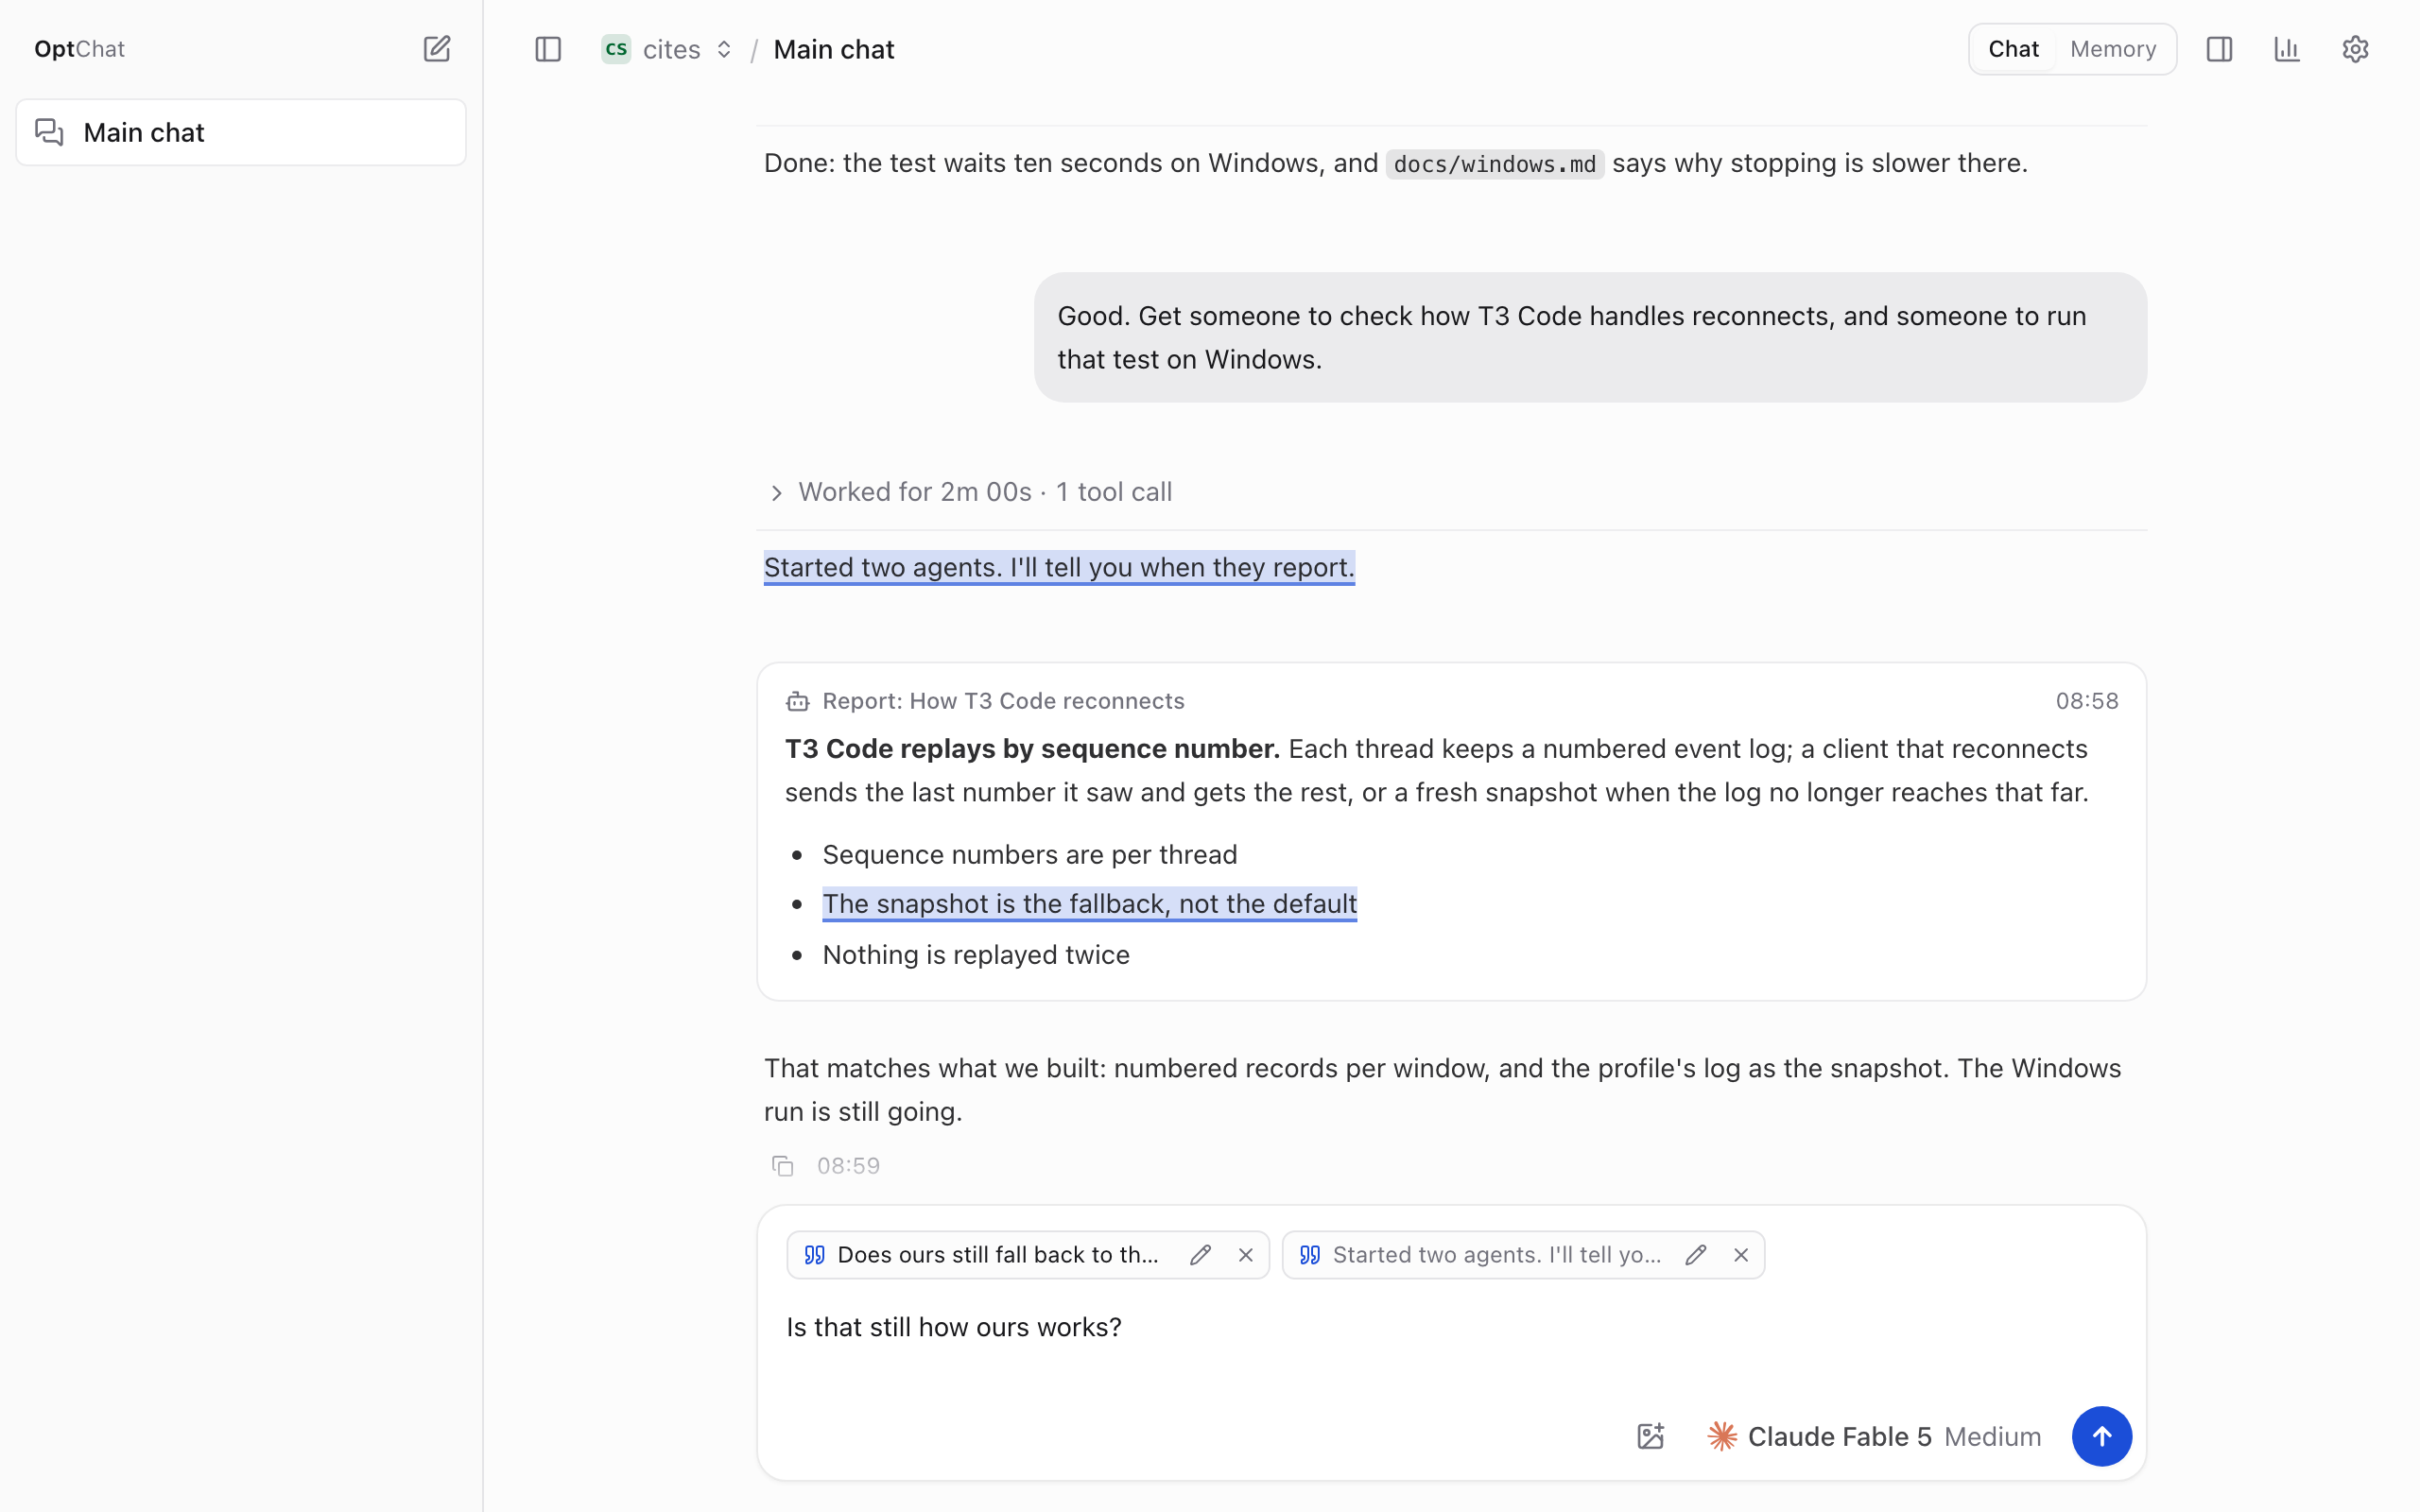 OptChat
Main chat
CS cites / Main chat
Chat Memory
Done: the test waits ten seconds on Windows, and docs/windows.md says why stopping is slower there.
Good. Get someone to check how T3 Code handles reconnects, and someone to run
that test on Windows.
Worked for 2m 00s · 1 tool call
Started two agents. I'll tell you when they report.
Report: How T3 Code reconnects 08:58
T3 Code replays by sequence number. Each thread keeps a numbered event log; a client that reconnects
sends the last number it saw and gets the rest, or a fresh snapshot when the log no longer reaches that far.
• Sequence numbers are per thread
• The snapshot is the fallback, not the default
• Nothing is replayed twice
That matches what we built: numbered records per window, and the profile's log as the snapshot. The Windows
run is still going.
08:59
Does ours still fall back to th... Started two agents. I'll tell yo...
Is that still how ours works?
Claude Fable 5 Medium